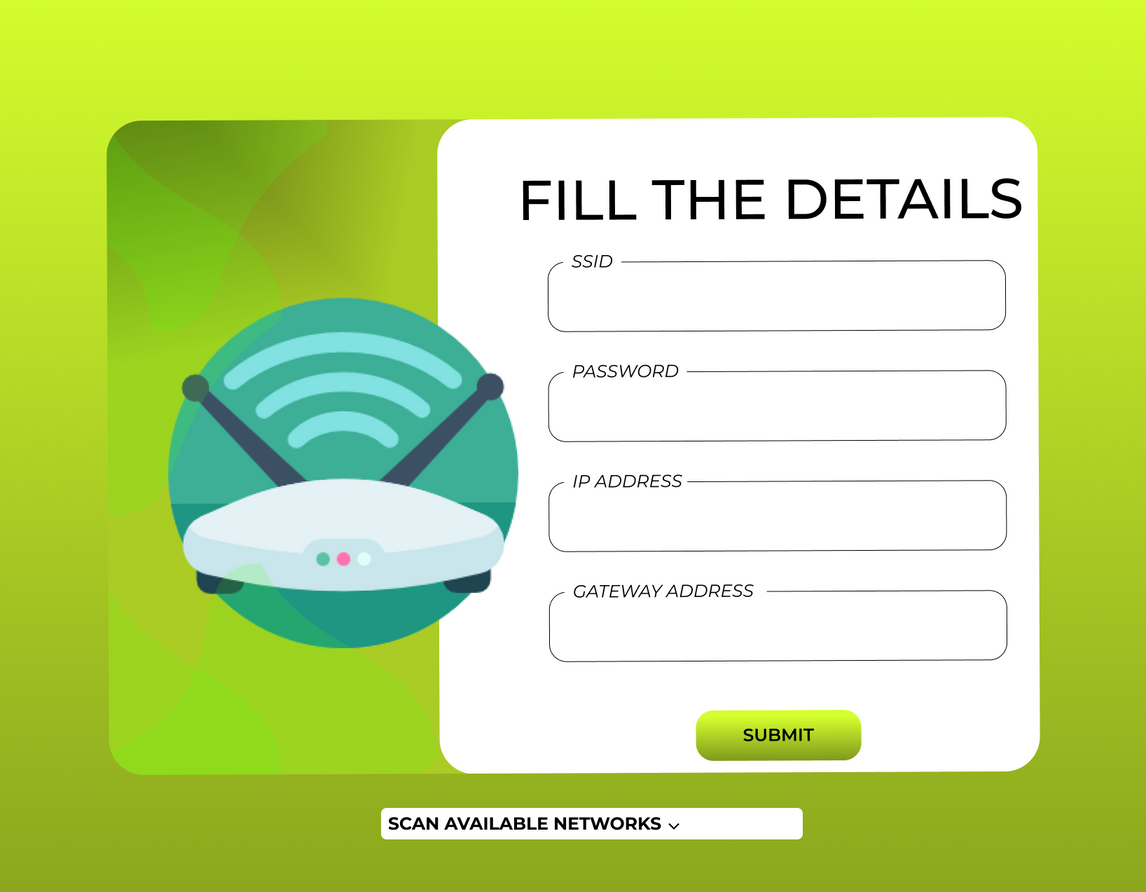 FILL THE DETAILS
SSID
PASSWORD
IP ADDRESS
GATEWAY ADDRESS
SUBMIT
SCAN AVAILABLE NETWORKS